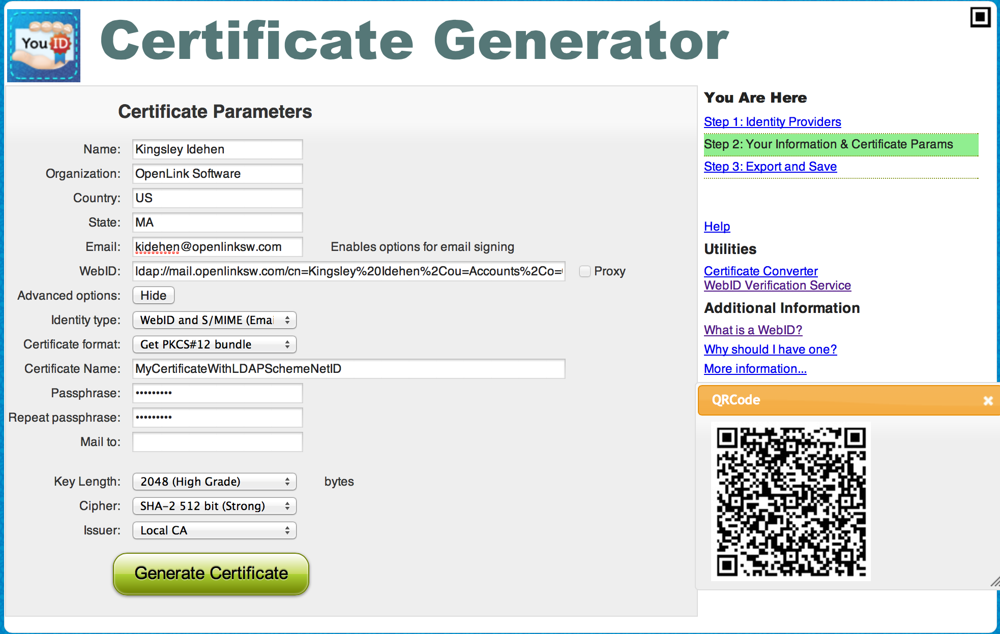 You ID
Certificate Generator
Certificate Parameters
Name: Kingsley Idehen
Organization: OpenLink Software
Country: US
State: MA
Email: kidehen@openlinksw.com Enables options for email signing
WebID: ldap://mail.openlinksw.com/cn=Kingsley%20Idehen%2Cou=Accounts%2Co= Proxy
Advanced options: Hide
Identity type: WebID and S/MIME (Emai
Certificate format: Get PKCS#12 bundle
Certificate Name: MyCertificateWithLDAPSchemeNetID
Passphrase: •••••••••
Repeat passphrase: •••••••••
Mail to:
Key Length: 2048 (High Grade) bytes
Cipher: SHA-2 512 bit (Strong)
Issuer: Local CA
Generate Certificate
You Are Here
Step 1: Identity Providers
Step 2: Your Information & Certificate Params
Step 3: Export and Save
Help
Utilities
Certificate Converter
WebID Verification Service
Additional Information
What is a WebID?
Why should I have one?
More information...
QRCode